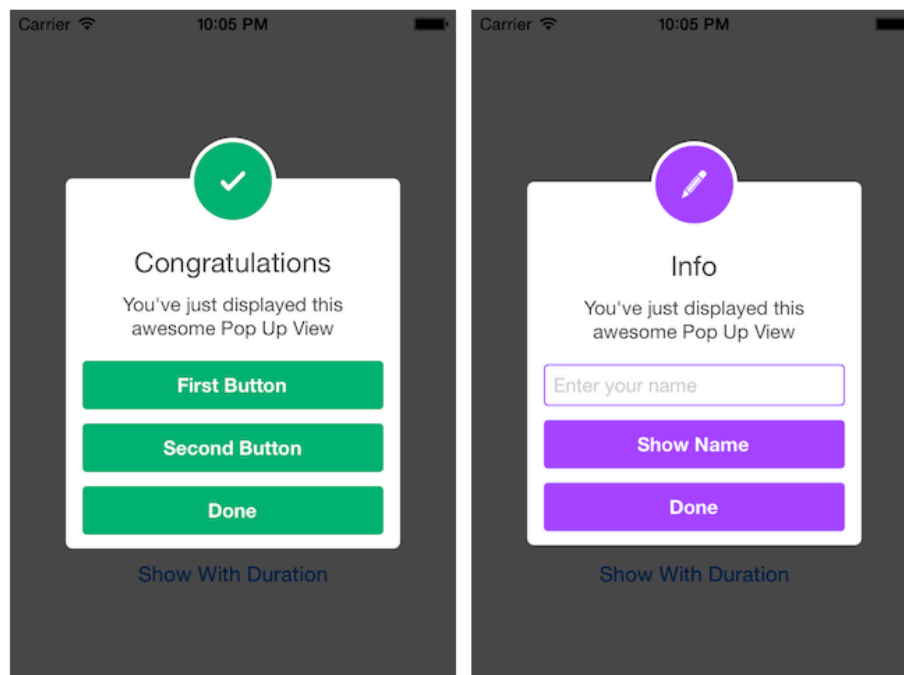 Carrier 10:05 PM
Congratulations
You've just displayed this
awesome Pop Up View
First Button
Second Button
Done
Show With Duration
Carrier 10:05 PM
Info
You've just displayed this
awesome Pop Up View
Enter your name
Show Name
Done
Show With Duration